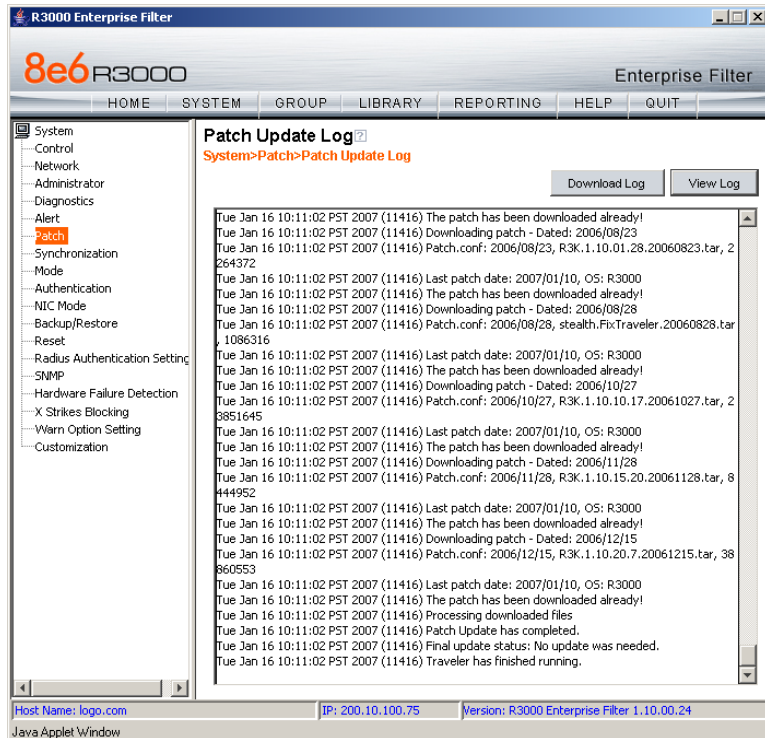 R3000 Enterprise Filter
8e6 R3000
Enterprise Filter
HOME SYSTEM GROUP LIBRARY REPORTING HELP QUIT
System
Control
Network
Administrator
Diagnostics
Alert
Patch
Synchronization
Mode
Authentication
NIC Mode
Backup/Restore
Reset
Radius Authentication Setting
SNMP
Hardware Failure Detection
X Strikes Blocking
Warn Option Setting
Customization
Patch Update Log?
System>Patch>Patch Update Log
Download Log View Log
Tue Jan 16 10:11:02 PST 2007 (11416) The patch has been downloaded already!
Tue Jan 16 10:11:02 PST 2007 (11416) Downloading patch - Dated: 2006/08/23
Tue Jan 16 10:11:02 PST 2007 (11416) Patch.conf: 2006/08/23, R3K.1.10.01.28.20060823.tar, 2
264372
Tue Jan 16 10:11:02 PST 2007 (11416) Last patch date: 2007/01/10, OS: R3000
Tue Jan 16 10:11:02 PST 2007 (11416) The patch has been downloaded already!
Tue Jan 16 10:11:02 PST 2007 (11416) Downloading patch - Dated: 2006/08/28
Tue Jan 16 10:11:02 PST 2007 (11416) Patch.conf: 2006/08/28, stealth.FixTraveler.20060828.tar
, 1086316
Tue Jan 16 10:11:02 PST 2007 (11416) Last patch date: 2007/01/10, OS: R3000
Tue Jan 16 10:11:02 PST 2007 (11416) The patch has been downloaded already!
Tue Jan 16 10:11:02 PST 2007 (11416) Downloading patch - Dated: 2006/10/27
Tue Jan 16 10:11:02 PST 2007 (11416) Patch.conf: 2006/10/27, R3K.1.10.10.17.20061027.tar, 2
3851645
Tue Jan 16 10:11:02 PST 2007 (11416) Last patch date: 2007/01/10, OS: R3000
Tue Jan 16 10:11:02 PST 2007 (11416) The patch has been downloaded already!
Tue Jan 16 10:11:02 PST 2007 (11416) Downloading patch - Dated: 2006/11/28
Tue Jan 16 10:11:02 PST 2007 (11416) Patch.conf: 2006/11/28, R3K.1.10.15.20.20061128.tar, 8
444952
Tue Jan 16 10:11:02 PST 2007 (11416) Last patch date: 2007/01/10, OS: R3000
Tue Jan 16 10:11:02 PST 2007 (11416) The patch has been downloaded already!
Tue Jan 16 10:11:02 PST 2007 (11416) Downloading patch - Dated: 2006/12/15
Tue Jan 16 10:11:02 PST 2007 (11416) Patch.conf: 2006/12/15, R3K.1.10.20.7.20061215.tar, 38
860553
Tue Jan 16 10:11:02 PST 2007 (11416) Last patch date: 2007/01/10, OS: R3000
Tue Jan 16 10:11:02 PST 2007 (11416) The patch has been downloaded already!
Tue Jan 16 10:11:02 PST 2007 (11416) Processing downloaded files
Tue Jan 16 10:11:02 PST 2007 (11416) Patch Update has completed.
Tue Jan 16 10:11:02 PST 2007 (11416) Final update status: No update was needed.
Tue Jan 16 10:11:02 PST 2007 (11416) Traveler has finished running.
Host Name: logo.com IP: 200.10.100.75 Version: R3000 Enterprise Filter 1.10.00.24
Java Applet Window